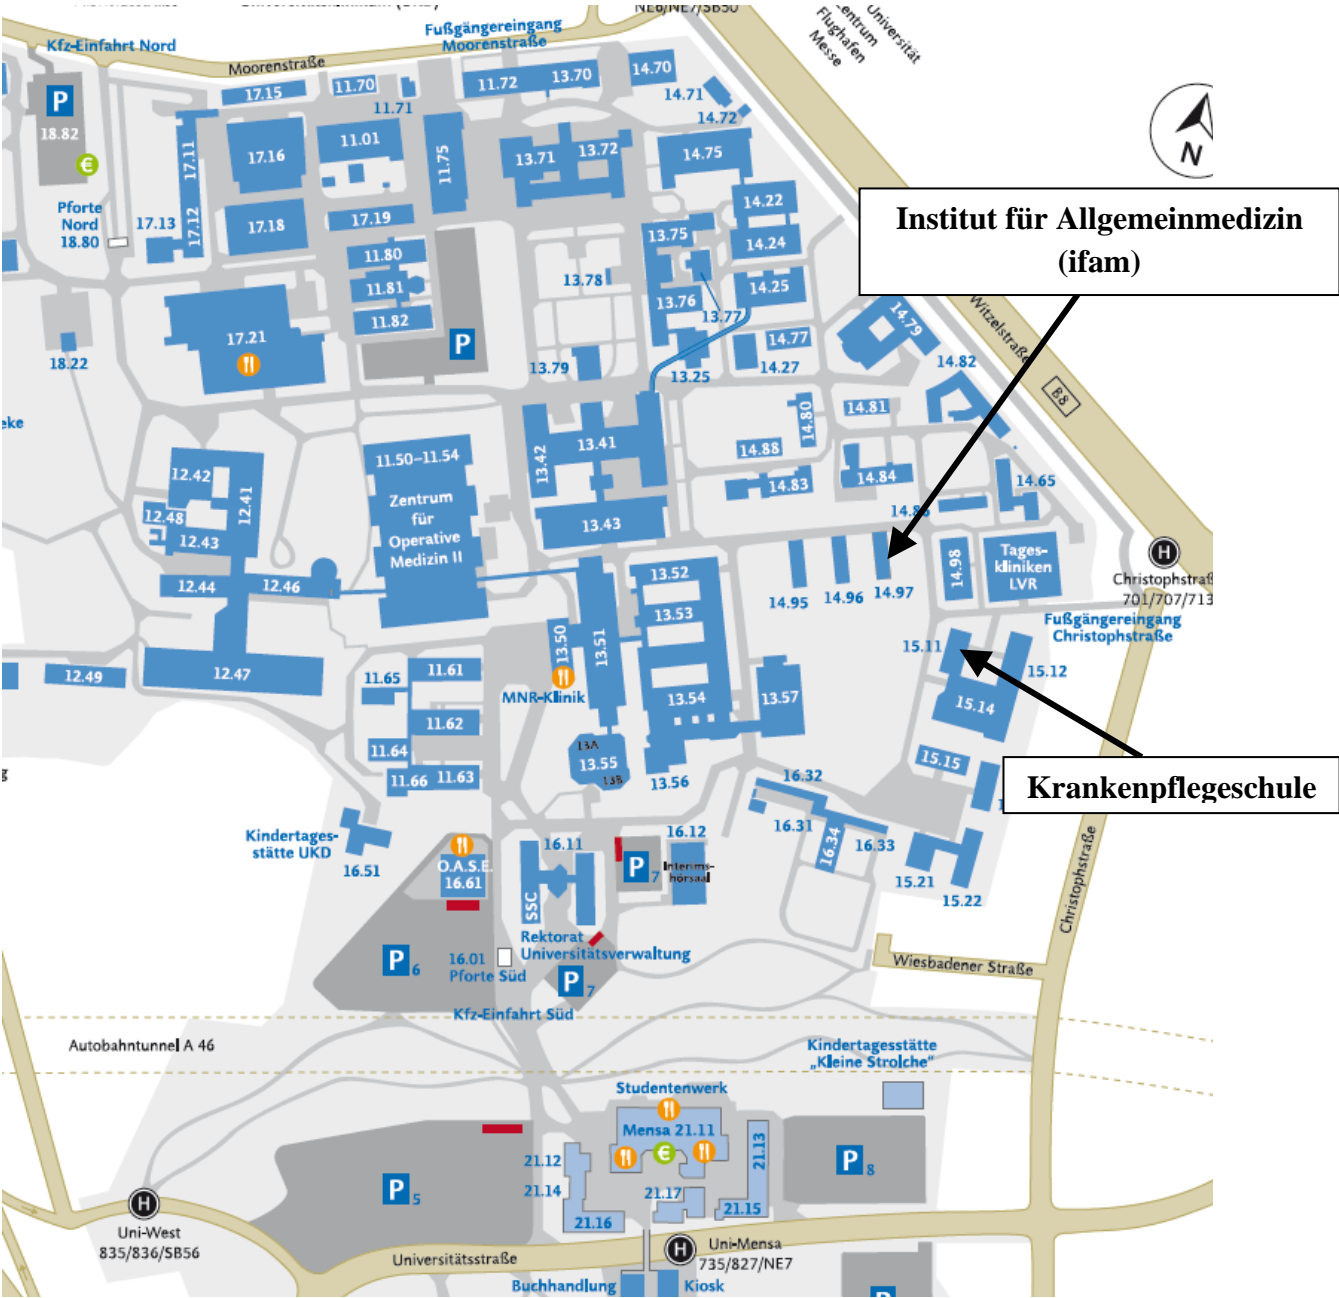 NE6/NE7/SB50
Universität
Zentrum
Flughafen
Messe
Kfz-Einfahrt Nord
Fußgängereingang
Moorenstraße
Moorenstraße
P
18.82
€
17.15
11.70
11.71
11.72
13.70
14.70
14.71
14.72
17.11
17.16
11.01
11.75
13.71
13.72
14.75
N
Pforte
Nord
18.80
17.13
17.12
17.18
17.19
14.22
Institut für Allgemeinmedizin
(ifam)
11.80
13.75
14.24
11.81
13.78
14.25
11.82
13.76
13.77
17.21
P
14.77
14.79
Witzelstraße
18.22
13.79
13.25
14.27
14.82
B8
14.80
14.81
12.42
12.41
11.50–11.54
13.42
13.41
14.88
12.48
Zentrum
für
Operative
Medizin II
14.83
14.84
14.65
12.43
13.43
Tages-
kliniken
LVR
14.98
H
Christophstraß
701/707/713
12.44
12.46
13.52
14.95
14.96
14.97
Fußgängereingang
Christophstraße
13.53
13.50
13.51
15.11
15.12
12.49
12.47
11.65
11.61
MNR-Klinik
13.54
13.57
15.14
11.62
11.64
13A
13.55
13B
15.15
11.66
11.63
13.56
16.32
Krankenpflegeschule
Kindertages-
stätte UKD
16.51
16.31
16.34
16.33
O.A.S.E.
16.61
16.11
SSC
P 7
16.12
Interims-
hörsaal
15.21
15.22
Christophstraße
Rektorat
Universitätsverwaltung
P 6
16.01
Pforte Süd
P 7
Wiesbadener Straße
Kfz-Einfahrt Süd
Autobahntunnel A 46
Kindertagesstätte
„Kleine Strolche“
Studentenwerk
Mensa 21.11
€
21.12
21.13
21.14
P 5
P 8
21.17
21.15
21.16
H
Uni-West
835/836/SB56
Universitätsstraße
H
Uni-Mensa
735/827/NE7
Buchhandlung
Kiosk
P